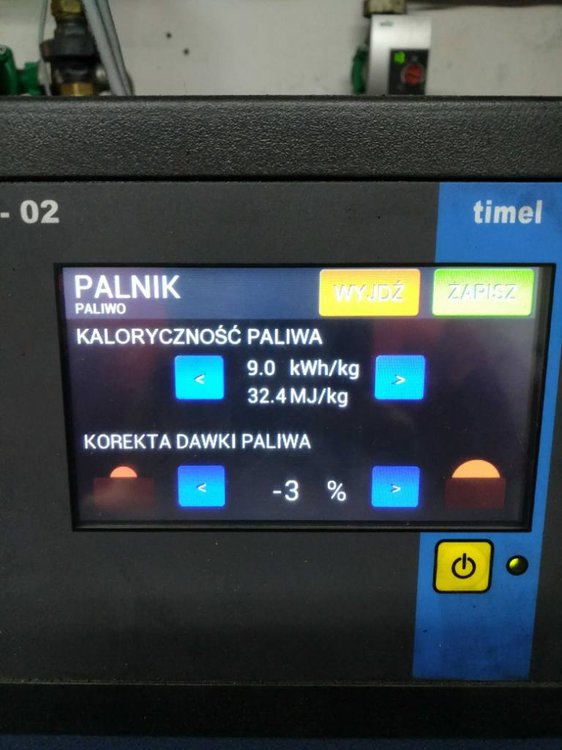 - 02
timel
PALNIK
PALIWO
WYJDŹ
ZAPISZ
KALORYCZNOŚĆ PALIWA
< 9.0 kWh/kg >
32.4 MJ/kg
KOREKTA DAWKI PALIWA
< -3 % >